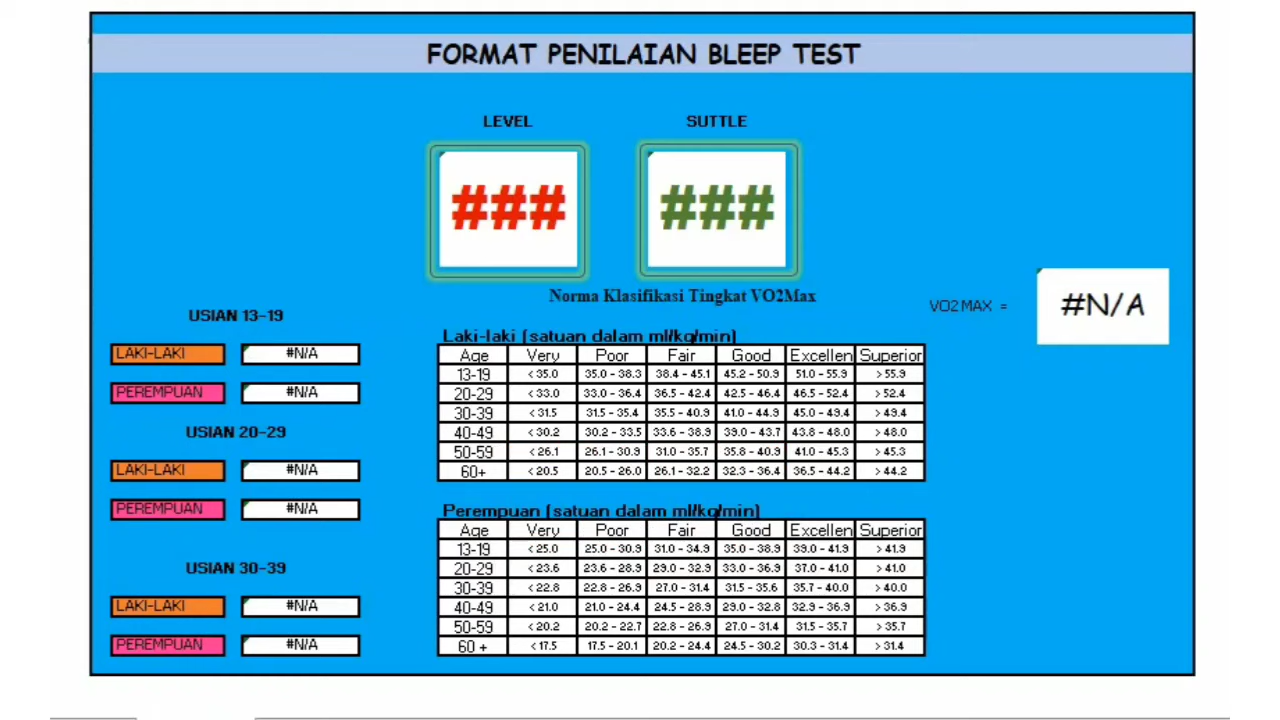 FORMAT PENILAIAN BLEEP TEST
LEVEL SUTTLE
### ###
Norma Klasifikasi Tingkat VO2Max
VO2 MAX = #N/A
USIAN 13-19
LAKI-LAKI #N/A
PEREMPUAN #N/A
USIAN 20-29
LAKI-LAKI #N/A
PEREMPUAN #N/A
USIAN 30-39
LAKI-LAKI #N/A
PEREMPUAN #N/A
Laki-laki (satuan dalam ml/kg/min)
Age Very Poor Fair Good Excellen Superior
13-19 < 35.0 35.0 - 38.3 38.4 - 45.1 45.2 - 50.9 51.0 - 55.9 > 55.9
20-29 < 33.0 33.0 - 36.4 36.5 - 42.4 42.5 - 46.4 46.5 - 52.4 > 52.4
30-39 < 31.5 31.5 - 35.4 35.5 - 40.9 41.0 - 44.9 45.0 - 49.4 > 49.4
40-49 < 30.2 30.2 - 33.5 33.6 - 38.9 39.0 - 43.7 43.8 - 48.0 > 48.0
50-59 < 26.1 26.1 - 30.9 31.0 - 35.7 35.8 - 40.9 41.0 - 45.3 > 45.3
60+ < 20.5 20.5 - 26.0 26.1 - 32.2 32.3 - 36.4 36.5 - 44.2 > 44.2
Perempuan (satuan dalam ml/kg/min)
Age Very Poor Fair Good Excellen Superior
13-19 < 25.0 25.0 - 30.9 31.0 - 34.9 35.0 - 38.9 39.0 - 41.9 > 41.9
20-29 < 23.6 23.6 - 28.9 29.0 - 32.9 33.0 - 36.9 37.0 - 41.0 > 41.0
30-39 < 22.8 22.8 - 26.9 27.0 - 31.4 31.5 - 35.6 35.7 - 40.0 > 40.0
40-49 < 21.0 21.0 - 24.4 24.5 - 28.9 29.0 - 32.8 32.9 - 36.9 > 36.9
50-59 < 20.2 20.2 - 22.7 22.8 - 26.9 27.0 - 31.4 31.5 - 35.7 > 35.7
60 + < 17.5 17.5 - 20.1 20.2 - 24.4 24.5 - 30.2 30.3 - 31.4 > 31.4